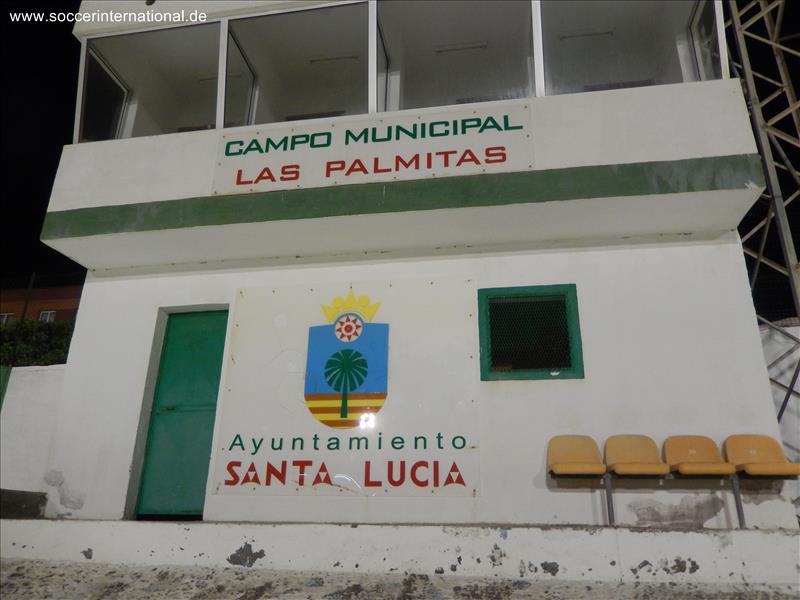 www.soccerinternational.de
CAMPO MUNICIPAL
LAS PALMITAS
Ayuntamiento
SANTA LUCIA